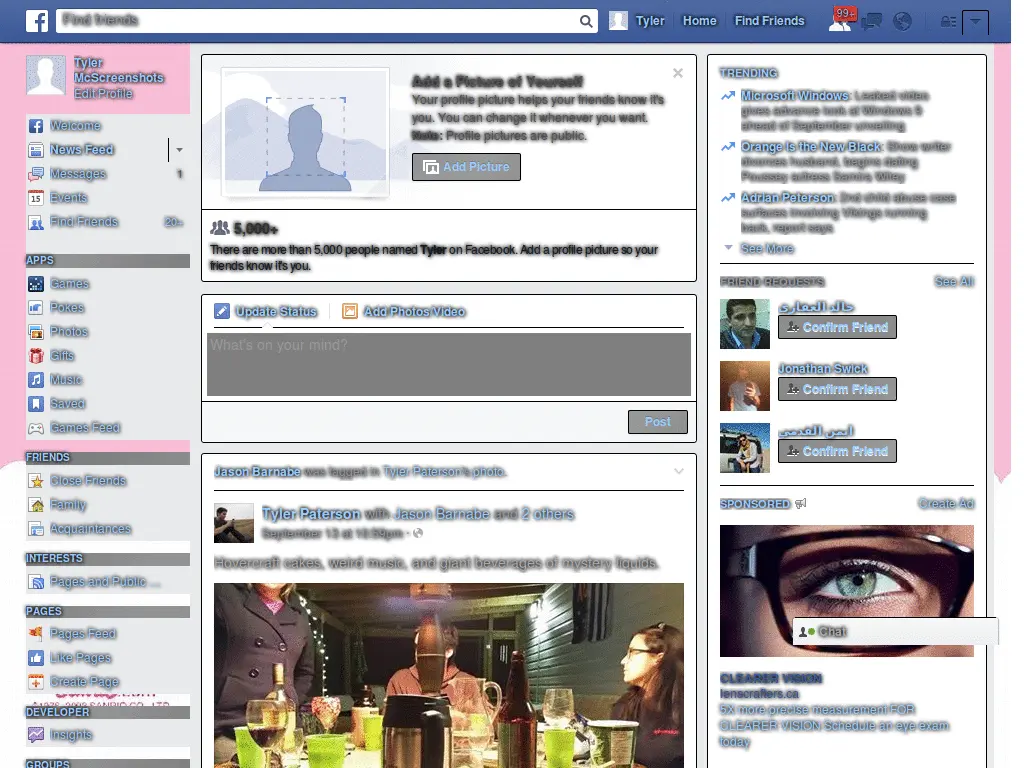 Find friends
Tyler
Home
Find Friends
99+
Tyler
McScreenshots
Edit Profile
Welcome
News Feed
Messages 1
15 Events
Find Friends 20+
APPS
Games
Pokes
Photos
Gifts
Music
Saved
Games Feed
FRIENDS
Close Friends
Family
Acquaintances
INTERESTS
Pages and Public ...
PAGES
Pages Feed
Like Pages
Create Page
DEVELOPER
Insights
GROUPS
Add a Picture of Yourself
Your profile picture helps your friends know it's
you. You can change it whenever you want.
Note: Profile pictures are public.
Add Picture
5,000+
There are more than 5,000 people named Tyler on Facebook. Add a profile picture so your
friends know it's you.
Update Status
Add Photos/Video
What's on your mind?
Post
Jason Barnabe was tagged in Tyler Paterson's photo.
Tyler Paterson with Jason Barnabe and 2 others
September 13 at 10:59pm ·
Hovercraft cakes, weird music, and giant beverages of mystery liquids.
TRENDING
Microsoft Windows: Leaked video
gives advance look at Windows 9
ahead of September unveiling
Orange is the New Black: Show writer
divorces husband, begins dating
Poussey actress Samira Wiley
Adrian Peterson: 2nd child abuse case
surfaces involving Vikings running
back, report says
See More
FRIEND REQUESTS See All
خالد الغفاري
Confirm Friend
Jonathan Swick
Confirm Friend
Confirm Friend
SPONSORED Create Ad
Chat
CLEARER VISION
lenscrafters.ca
5X more precise measurement FOR
CLEARER VISION Schedule an eye exam
today